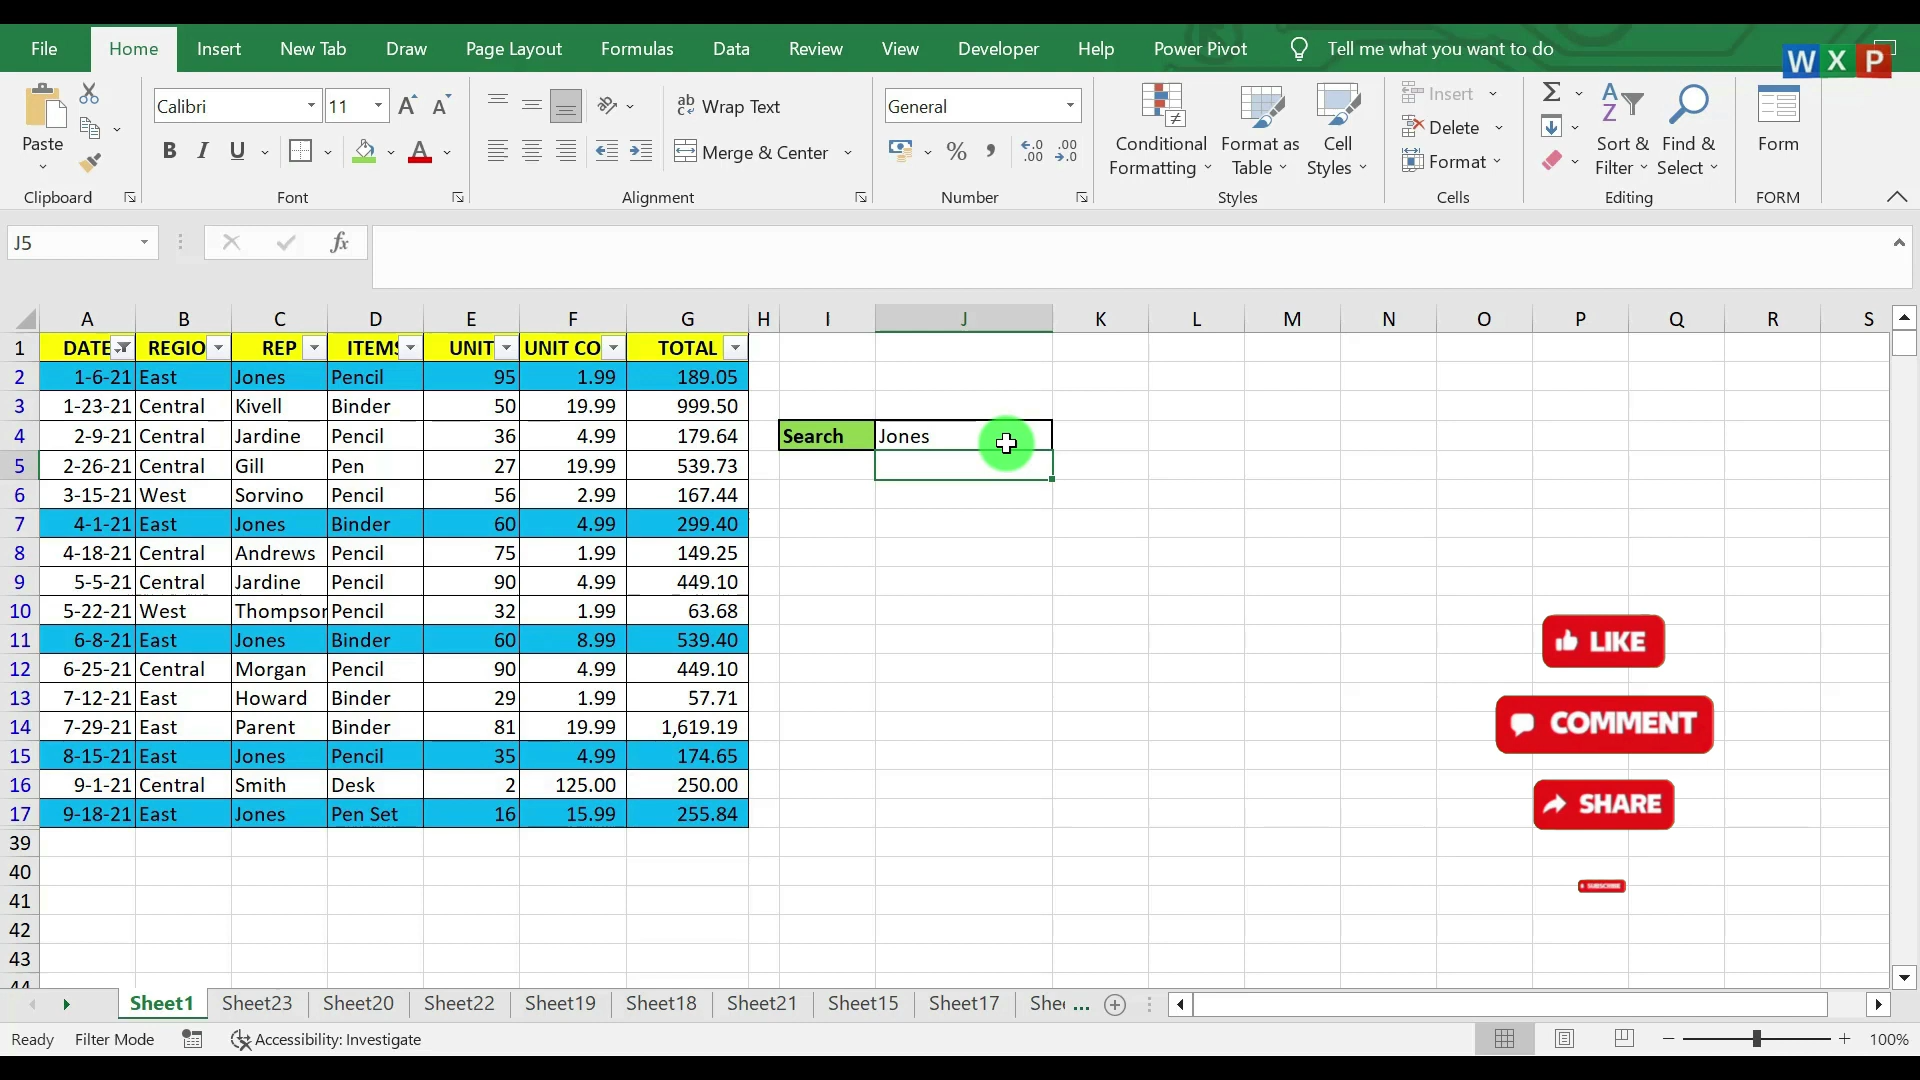 File Home Insert New Tab Draw Page Layout Formulas Data Review View Developer Help Power Pivot Tell me what you want to do
W X P
Paste
Calibri 11
B I U
ab Wrap Text
Merge & Center
General
% ,
Conditional Formatting
Format as Table
Cell Styles
Insert
Delete
Format
Sort & Filter
Find & Select
Form
Clipboard Font Alignment Number Styles Cells Editing FORM
J5 fx
A B C D E F G H I J K L M N O P Q R S
1 DATE REGIO REP ITEMS UNIT UNIT CO TOTAL
2 1-6-21 East Jones Pencil 95 1.99 189.05
3 1-23-21 Central Kivell Binder 50 19.99 999.50
4 2-9-21 Central Jardine Pencil 36 4.99 179.64 Search Jones
5 2-26-21 Central Gill Pen 27 19.99 539.73
6 3-15-21 West Sorvino Pencil 56 2.99 167.44
7 4-1-21 East Jones Binder 60 4.99 299.40
8 4-18-21 Central Andrews Pencil 75 1.99 149.25
9 5-5-21 Central Jardine Pencil 90 4.99 449.10
10 5-22-21 West Thompson Pencil 32 1.99 63.68
11 6-8-21 East Jones Binder 60 8.99 539.40
12 6-25-21 Central Morgan Pencil 90 4.99 449.10
13 7-12-21 East Howard Binder 29 1.99 57.71
14 7-29-21 East Parent Binder 81 19.99 1,619.19
15 8-15-21 East Jones Pencil 35 4.99 174.65
16 9-1-21 Central Smith Desk 2 125.00 250.00
17 9-18-21 East Jones Pen Set 16 15.99 255.84
39
40
41
42
43
44
LIKE
COMMENT
SHARE
SUBSCRIBE
Sheet1 Sheet23 Sheet20 Sheet22 Sheet19 Sheet18 Sheet21 Sheet15 Sheet17 She ...
Ready Filter Mode Accessibility: Investigate 100%